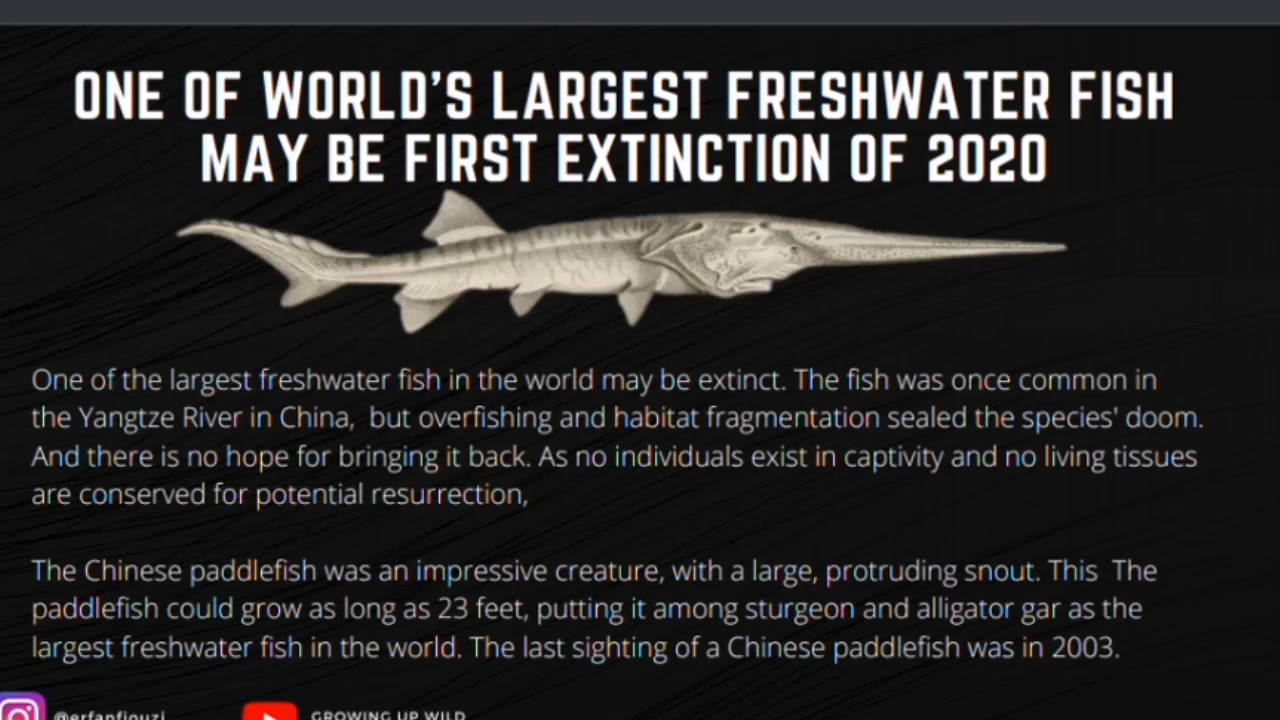 ONE OF WORLD'S LARGEST FRESHWATER FISH
MAY BE FIRST EXTINCTION OF 2020
One of the largest freshwater fish in the world may be extinct. The fish was once common in
the Yangtze River in China, but overfishing and habitat fragmentation sealed the species' doom.
And there is no hope for bringing it back. As no individuals exist in captivity and no living tissues
are conserved for potential resurrection,
The Chinese paddlefish was an impressive creature, with a large, protruding snout. This The
paddlefish could grow as long as 23 feet, putting it among sturgeon and alligator gar as the
largest freshwater fish in the world. The last sighting of a Chinese paddlefish was in 2003.
GROWING UP WILD